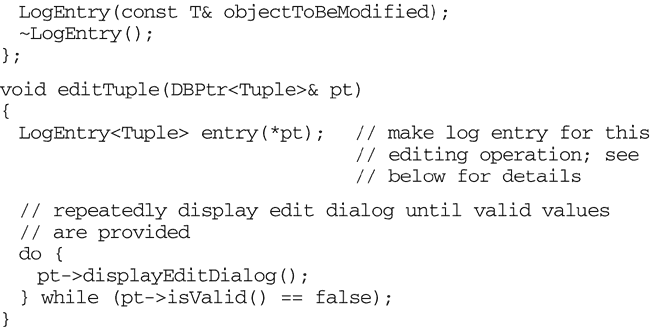 LogEntry(const T& objectToBeModified);
~LogEntry();
};
void editTuple(DBPtr<Tuple>& pt)
{
LogEntry<Tuple> entry(*pt);   // make log entry for this
// editing operation; see
// below for details
// repeatedly display edit dialog until valid values
// are provided
do {
pt->displayEditDialog();
} while (pt->isValid() == false);
}